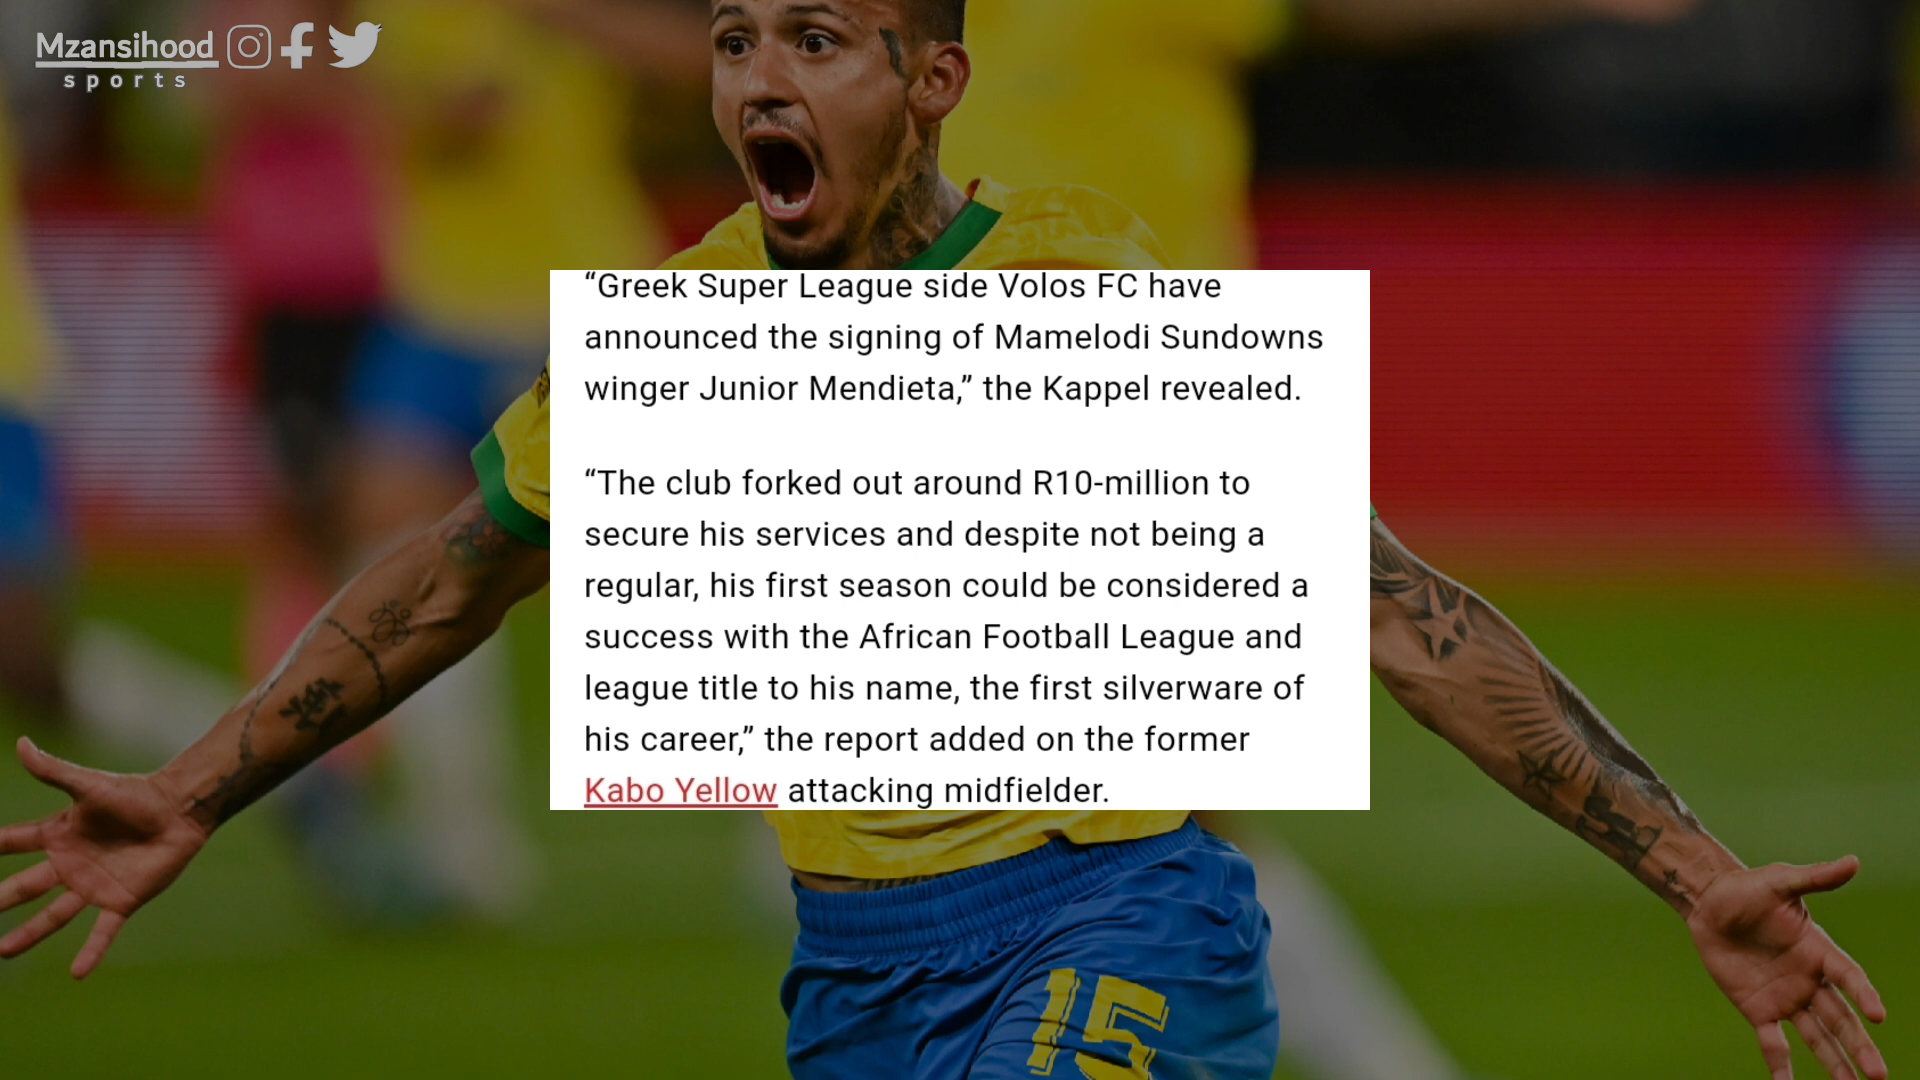 Mzansihood
sports
“Greek Super League side Volos FC have
announced the signing of Mamelodi Sundowns
winger Junior Mendieta,” the Kappel revealed.
“The club forked out around R10-million to
secure his services and despite not being a
regular, his first season could be considered a
success with the African Football League and
league title to his name, the first silverware of
his career,” the report added on the former
Kabo Yellow attacking midfielder.
15